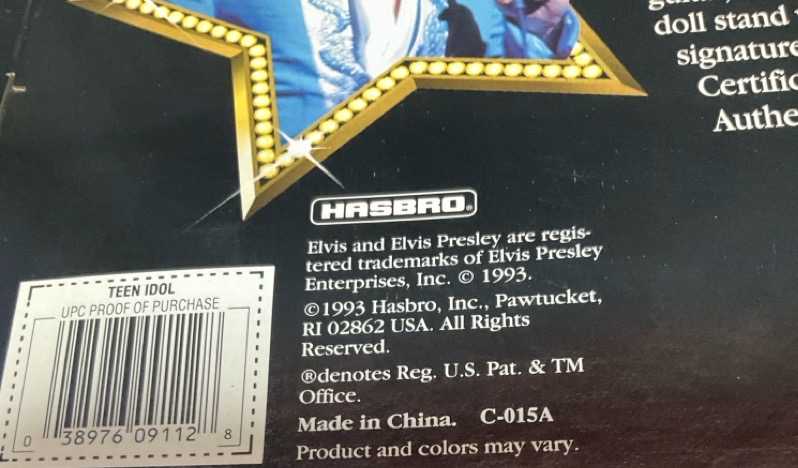 doll stand
signature
HASBRO®
Elvis and Elvis Presley are regis-
tered trademarks of Elvis Presley
Enterprises, Inc. © 1993.
©1993 Hasbro, Inc., Pawtucket,
RI 02862 USA. All Rights
Reserved.
®denotes Reg. U.S. Pat. & TM
Office.
Made in China. C-015A
Product and colors may vary.
TEEN IDOL
UPC PROOF OF PURCHASE
0 38976 09112 8